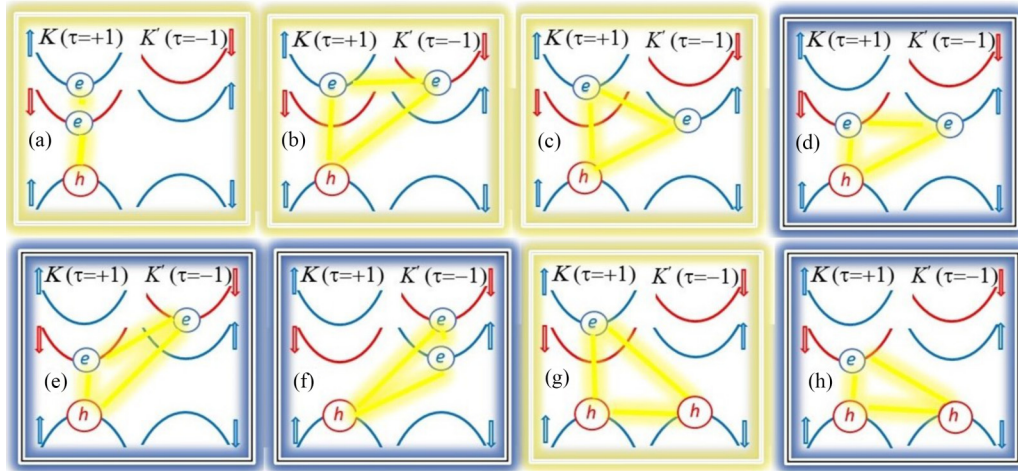 K(τ=+1) K′(τ=−1)
e
e
(a)
h
K(τ=+1) K′(τ=−1)
e e
(b)
h
K(τ=+1) K′(τ=−1)
e
e
(c)
h
K(τ=+1) K′(τ=−1)
e e
(d)
h
K(τ=+1) K′(τ=−1)
e
e
(e)
h
K(τ=+1) K′(τ=−1)
e
e
(f)
h
K(τ=+1) K′(τ=−1)
e
(g)
h h
K(τ=+1) K′(τ=−1)
e
(h)
h h